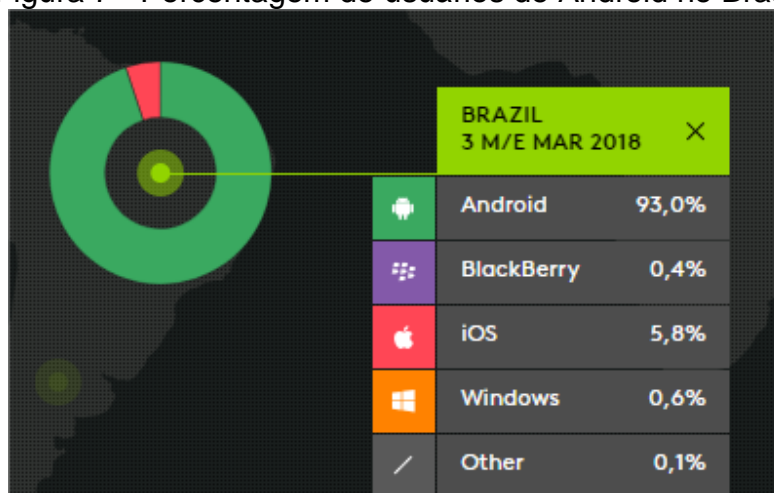 BRAZIL
3 M/E MAR 2018
Android 93,0%
BlackBerry 0,4%
iOS 5,8%
Windows 0,6%
Other 0,1%